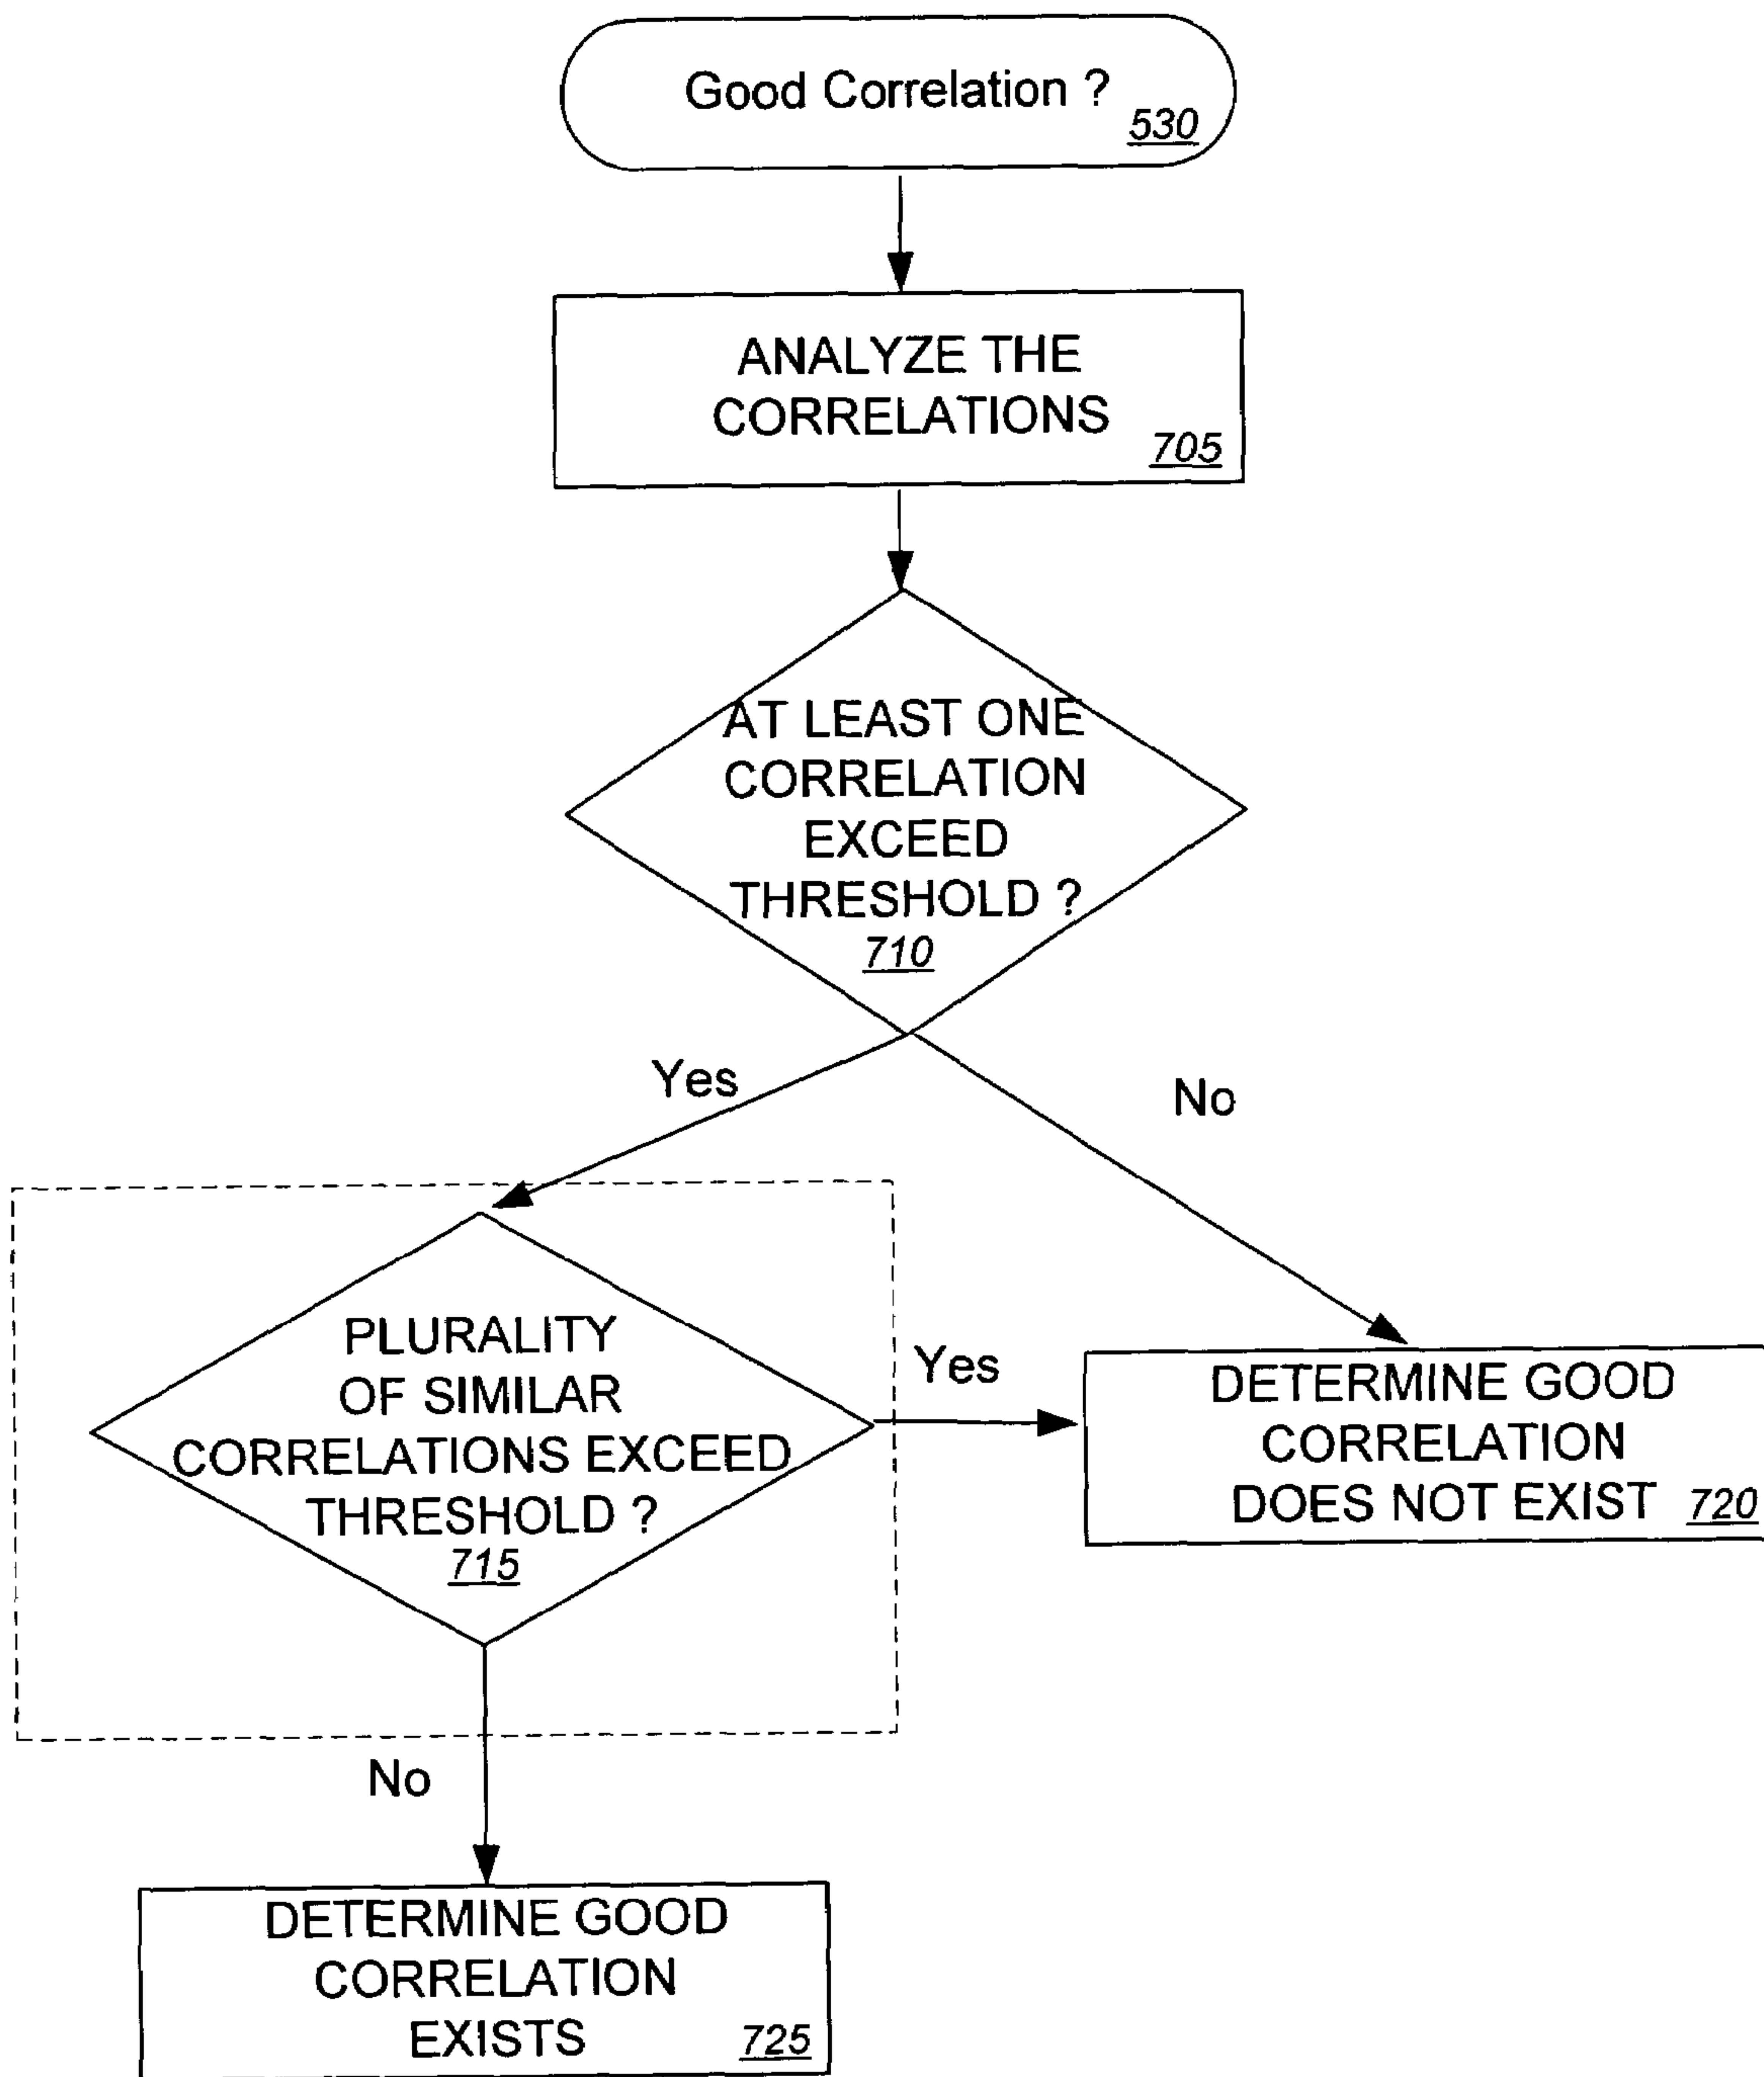 Good Correlation ?
530
ANALYZE THE
CORRELATIONS
705
AT LEAST ONE
CORRELATION
EXCEED
THRESHOLD ?
710
Yes
No
PLURALITY
OF SIMILAR
CORRELATIONS EXCEED
THRESHOLD ?
715
Yes
DETERMINE GOOD
CORRELATION
DOES NOT EXIST
720
No
DETERMINE GOOD
CORRELATION
EXISTS
725